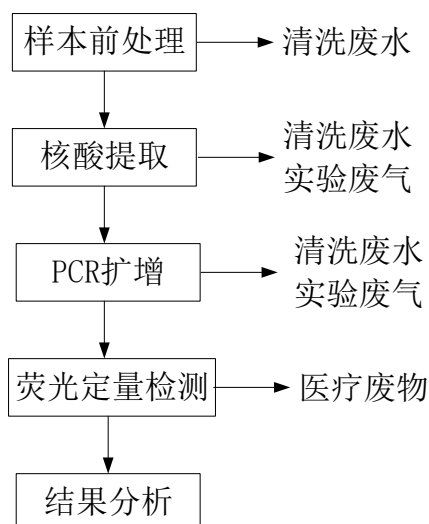 样本前处理
清洗废水
核酸提取
清洗废水
实验废气
PCR扩增
清洗废水
实验废气
荧光定量检测
医疗废物
结果分析